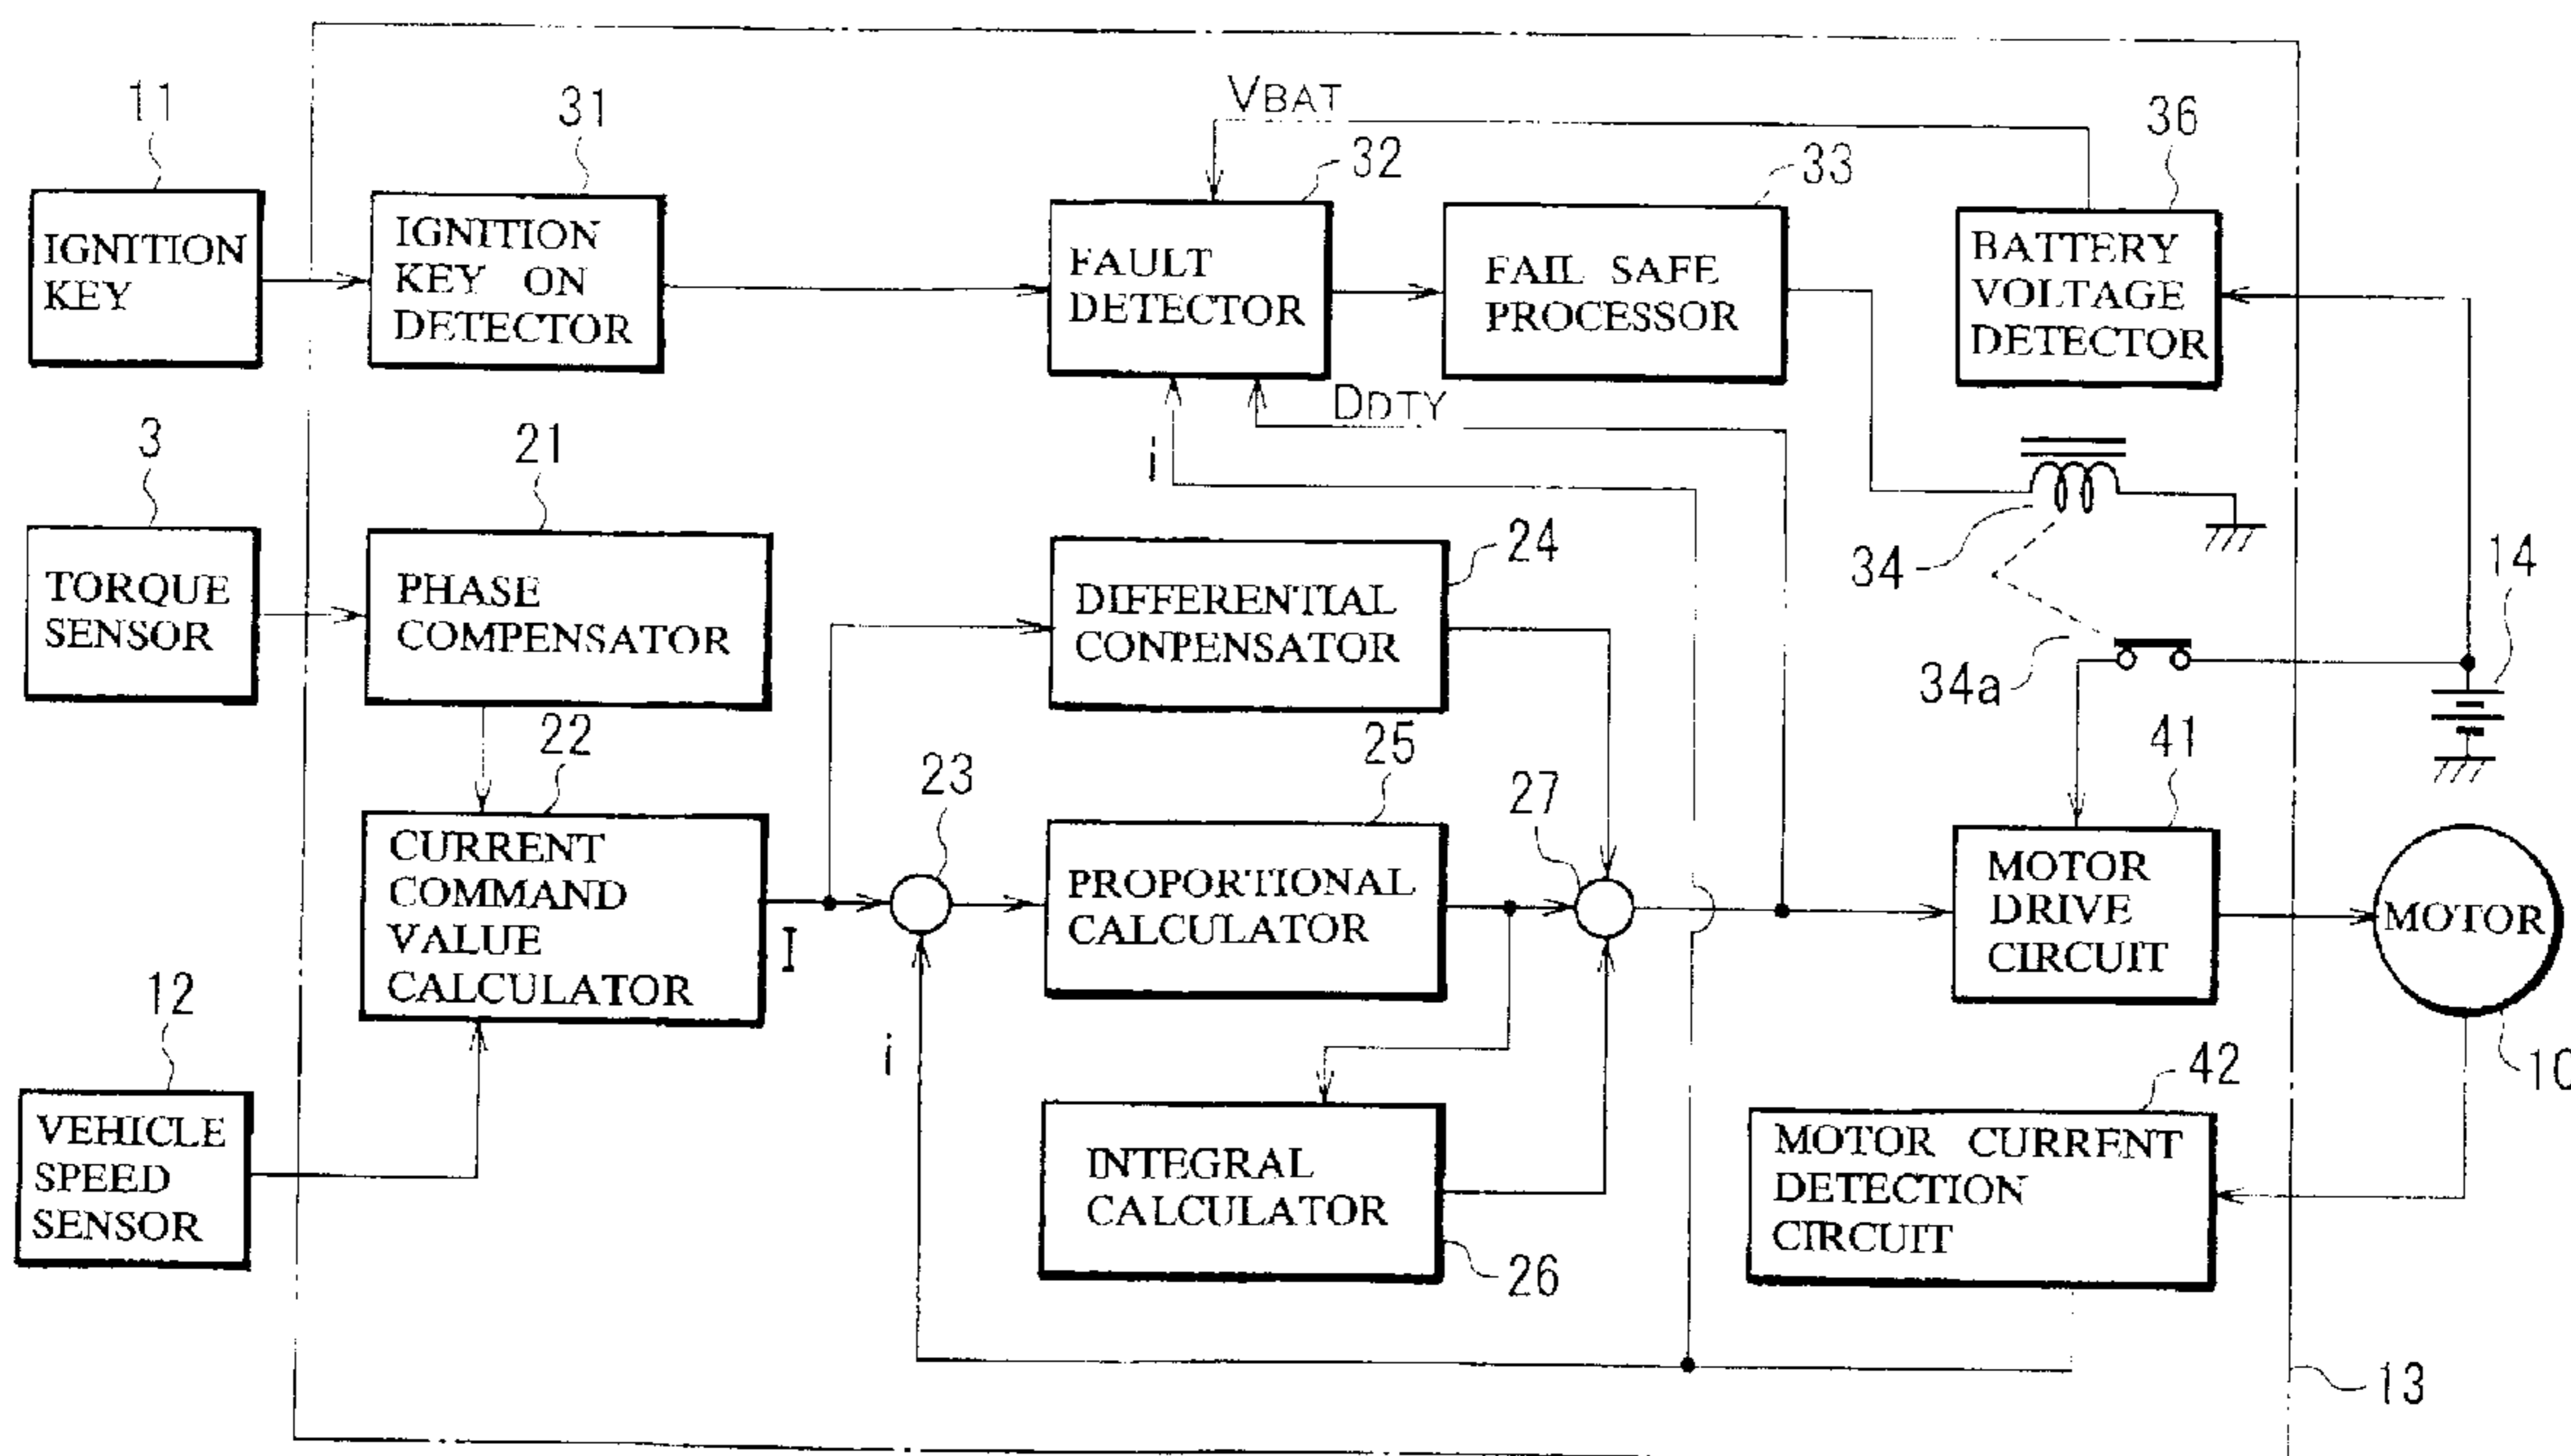 11
IGNITION
KEY
31
IGNITION
KEY ON
DETECTOR
VBAT
32
FAULT
DETECTOR
33
FAIL SAFE
PROCESSOR
36
BATTERY
VOLTAGE
DETECTOR
3
TORQUE
SENSOR
21
PHASE
COMPENSATOR
i
DDTY
24
DIFFERENTIAL
CONPENSATOR
34
34a
14
22
CURRENT
COMMAND
VALUE
CALCULATOR
I
23
i
25
PROPORTIONAL
CALCULATOR
27
41
MOTOR
DRIVE
CIRCUIT
MOTOR
10
12
VEHICLE
SPEED
SENSOR
INTEGRAL
CALCULATOR
26
42
MOTOR CURRENT
DETECTION
CIRCUIT
13